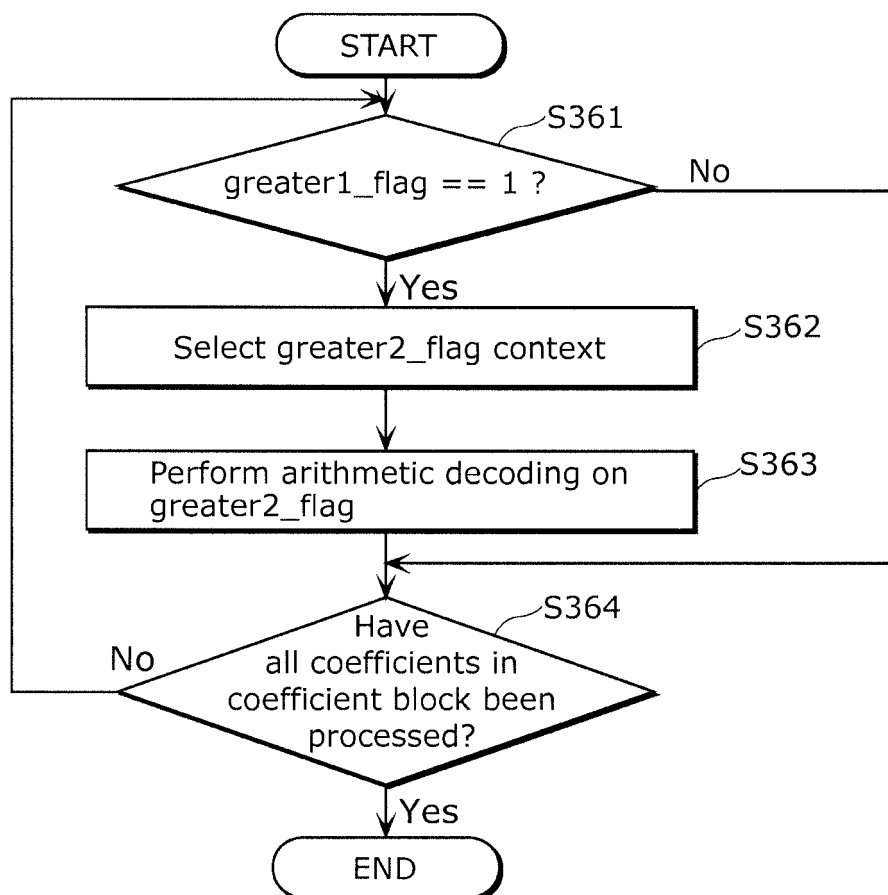 START
S361
greater1_flag == 1 ?
No
Yes
S362
Select greater2_flag context
S363
Perform arithmetic decoding on
greater2_flag
S364
Have
No
all coefficients in
coefficient block been
processed?
Yes
END